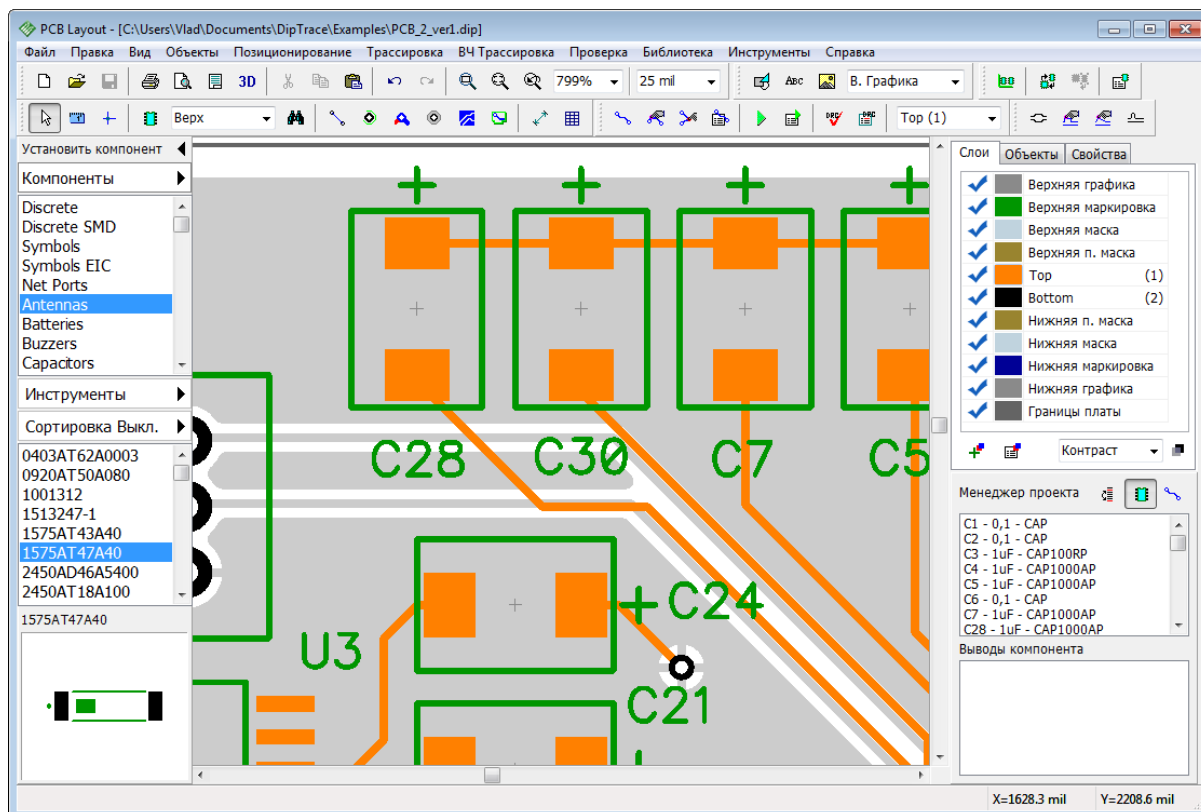 PCB Layout - [C:\Users\Vlad\Documents\DipTrace\Examples\PCB_2_ver1.dip]
Файл Правка Вид Объекты Позиционирование Трассировка ВЧ Трассировка Проверка Библиотека Инструменты Справка
3D 799% 25 mil ABC В. Графика
Верх DRC DRC Top (1)
Установить компонент
Компоненты
Discrete
Discrete SMD
Symbols
Symbols EIC
Net Ports
Antennas
Batteries
Buzzers
Capacitors
Инструменты
Сортировка Выкл.
0403AT62A0003
0920AT50A080
1001312
1513247-1
1575AT43A40
1575AT47A40
2450AD46A5400
2450AT18A100
1575AT47A40
+ + + +
C28 C30 C7 C5
+ C24
U3
C21
Слои Объекты Свойства
Верхняя графика
Верхняя маркировка
Верхняя маска
Верхняя п. маска
Top (1)
Bottom (2)
Нижняя п. маска
Нижняя маска
Нижняя маркировка
Нижняя графика
Границы платы
Контраст
Менеджер проекта
C1 - 0,1 - CAP
C2 - 0,1 - CAP
C3 - 1uF - CAP100RP
C4 - 1uF - CAP1000AP
C5 - 1uF - CAP1000AP
C6 - 0,1 - CAP
C7 - 1uF - CAP1000AP
C28 - 1uF - CAP1000AP
Выводы компонента
X=1628.3 mil Y=2208.6 mil